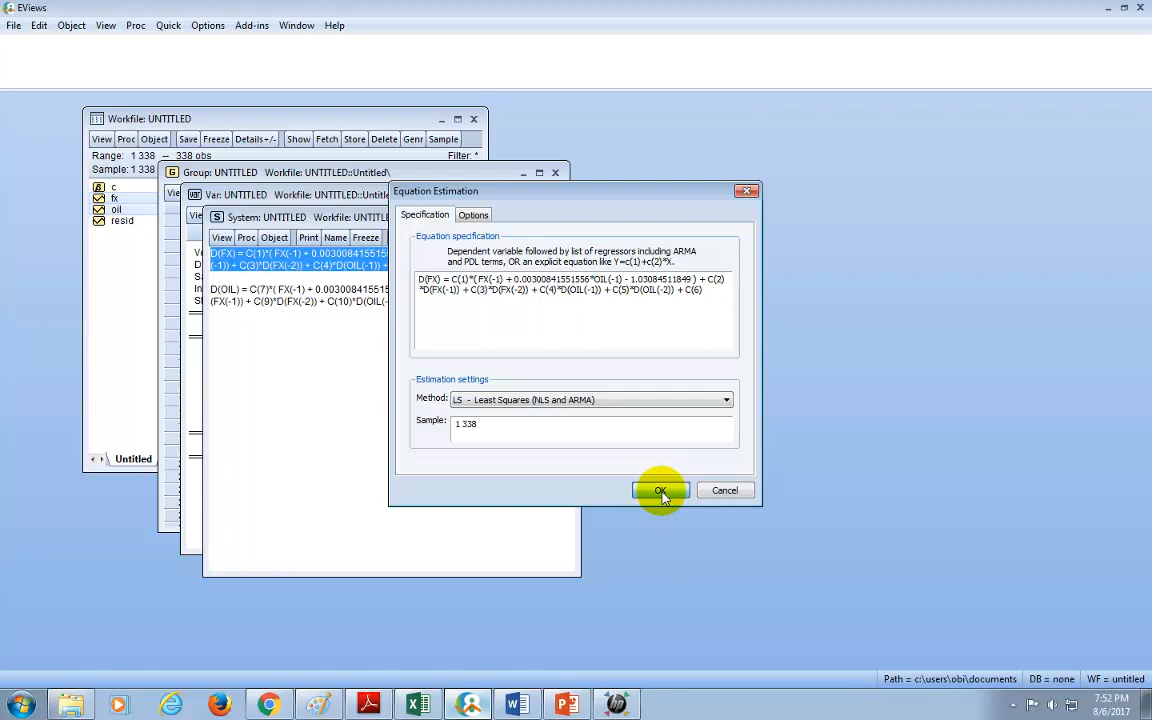 EViews
File Edit Object View Proc Quick Options Add-ins Window Help
Workfile: UNTITLED
View Proc Object Save Freeze Details+/- Show Fetch Store Delete Genr Sample
Range: 1 338 -- 338 obs Filter: *
Sample: 1 338
c
fx
oil
resid
Untitled
Group: UNTITLED Workfile: UNTITLED::Untitled\
Var: UNTITLED Workfile: UNTITLED::Untitle
System: UNTITLED Workfile: UNTITL
View Proc Object Print Name Freeze
D(FX) = C(1)*( FX(-1) + 0.0030084155155
(-1)) + C(3)*D(FX(-2)) + C(4)*D(OIL(-1)) +
D(OIL) = C(7)*( FX(-1) + 0.003008415515
(FX(-1)) + C(9)*D(FX(-2)) + C(10)*D(OIL(-
Equation Estimation
Specification Options
Equation specification
Dependent variable followed by list of regressors including ARMA
and PDL terms, OR an explicit equation like Y=c(1)+c(2)*X.
D(FX) = C(1)*( FX(-1) + 0.00300841551556*OIL(-1) - 1.03084511849 ) + C(2)
*D(FX(-1)) + C(3)*D(FX(-2)) + C(4)*D(OIL(-1)) + C(5)*D(OIL(-2)) + C(6)
Estimation settings
Method: LS - Least Squares (NLS and ARMA)
Sample: 1 338
OK Cancel
Path = c:\users\obi\documents DB = none WF = untitled
7:52 PM
8/6/2017